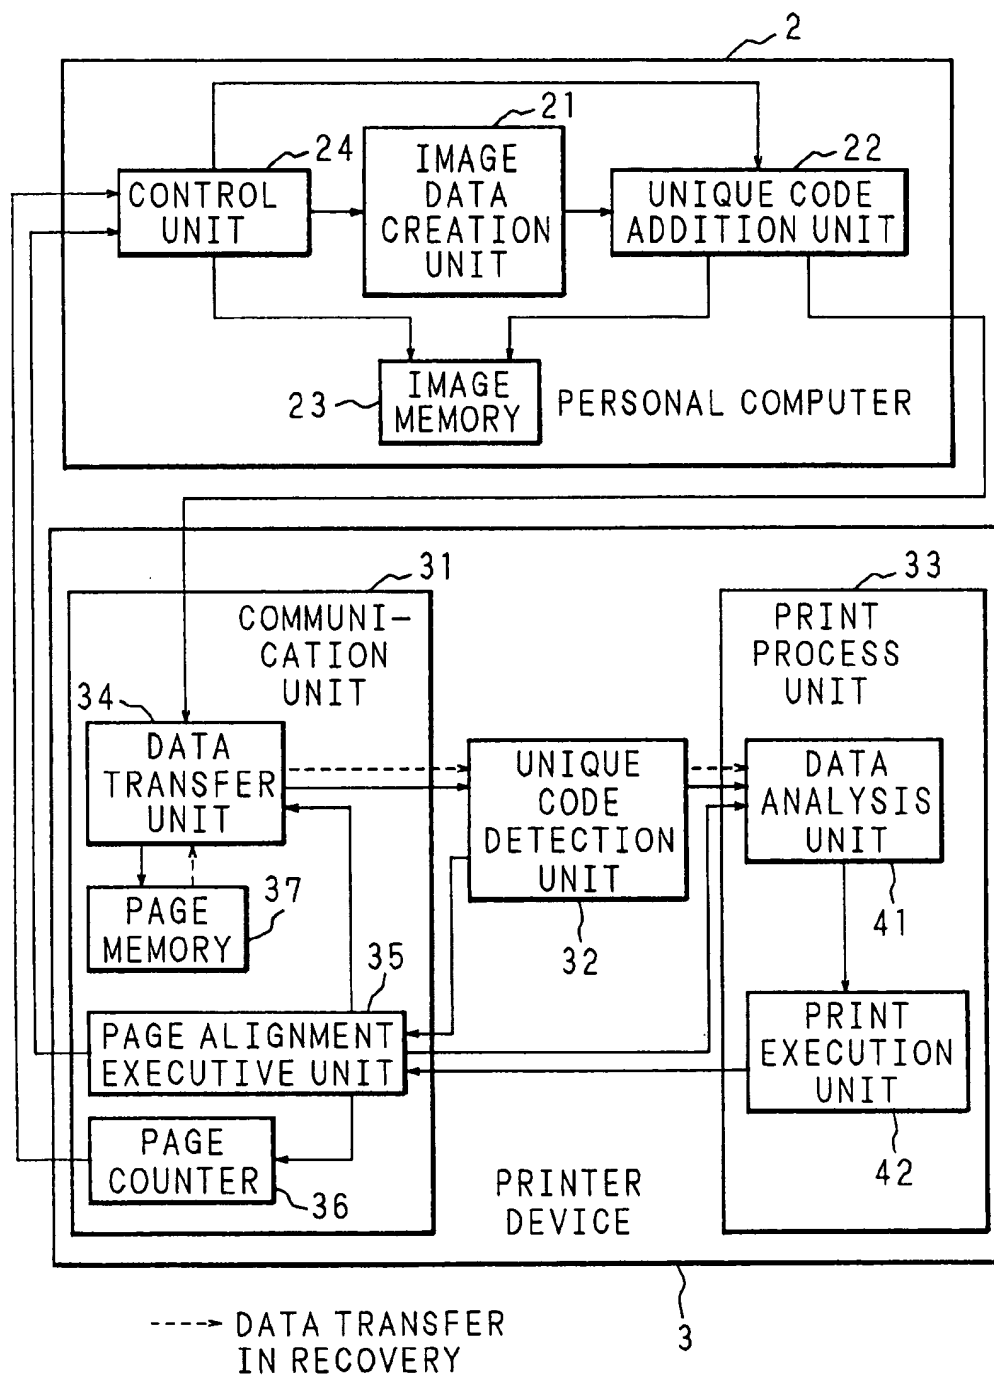 2
21
IMAGE
DATA
CREATION
UNIT
24
CONTROL
UNIT
22
UNIQUE CODE
ADDITION UNIT
23
IMAGE
MEMORY
PERSONAL COMPUTER
31
COMMUNI-
CATION
UNIT
33
PRINT
PROCESS
UNIT
34
DATA
TRANSFER
UNIT
UNIQUE
CODE
DETECTION
UNIT
32
DATA
ANALYSIS
UNIT
41
37
PAGE
MEMORY
35
PAGE ALIGNMENT
EXECUTIVE UNIT
PRINT
EXECUTION
UNIT
42
PAGE
COUNTER
36
PRINTER
DEVICE
3
DATA TRANSFER
IN RECOVERY